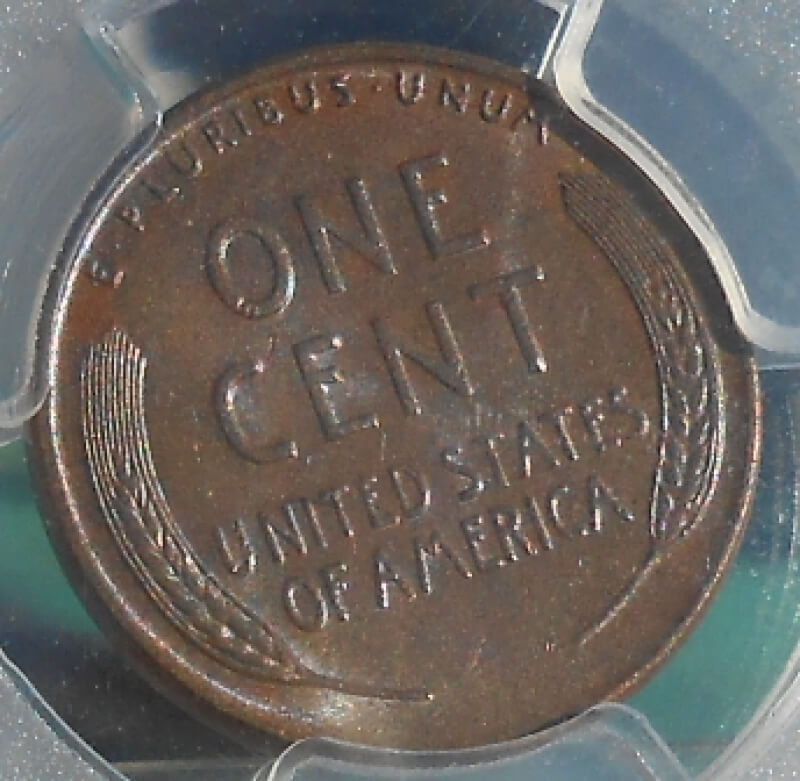 E · PLURIBUS · UNUM
ONE
CENT
UNITED STATES
OF AMERICA